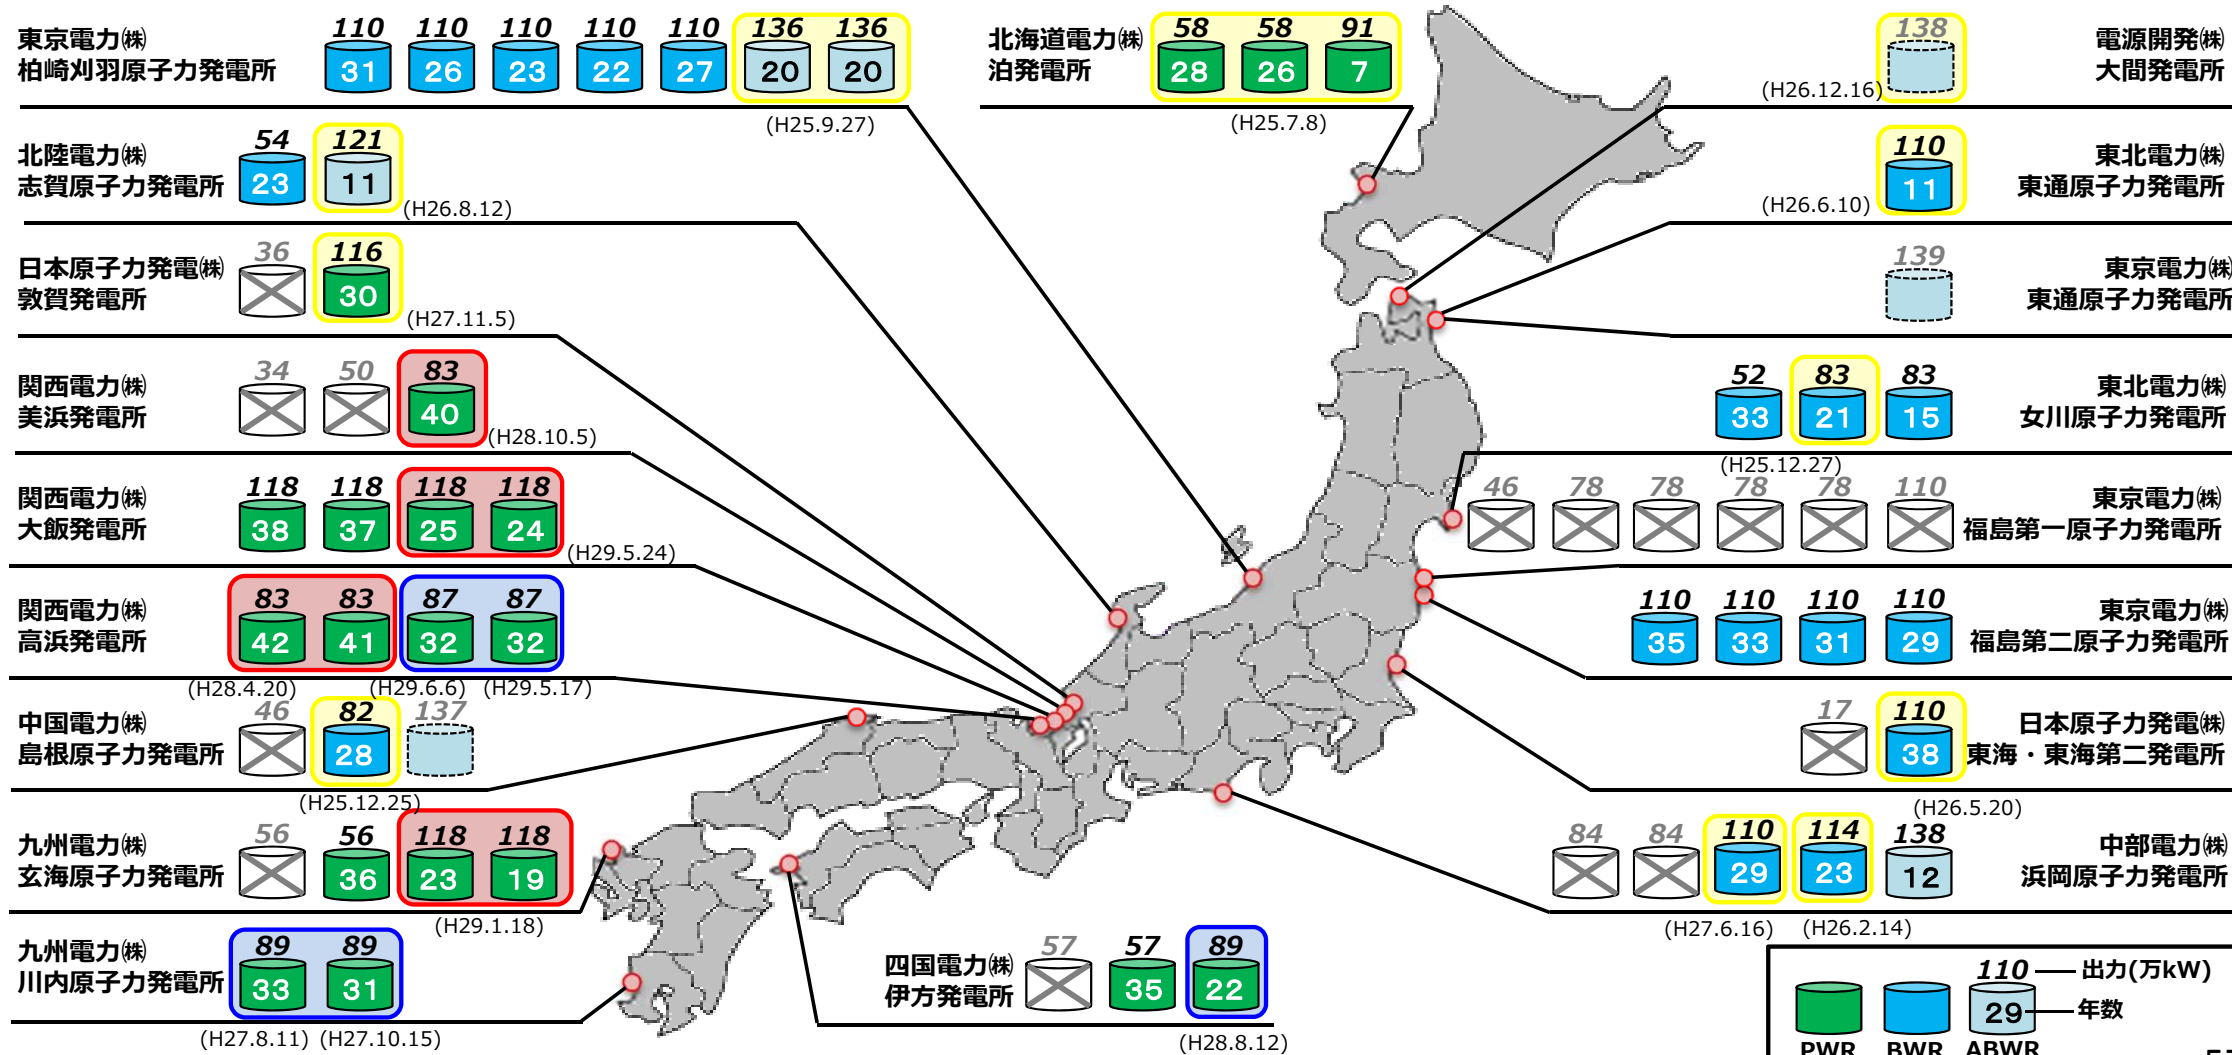 東京電力㈱
柏崎刈羽原子力発電所
110 110 110 110 110 136 136
31 26 23 22 27 20 20
(H25.9.27)
北陸電力㈱
志賀原子力発電所
54 121
23 11
(H26.8.12)
日本原子力発電㈱
敦賀発電所
36 116
30
(H27.11.5)
関西電力㈱
美浜発電所
34 50 83
40
(H28.10.5)
関西電力㈱
大飯発電所
118 118 118 118
38 37 25 24
(H29.5.24)
関西電力㈱
高浜発電所
83 83 87 87
42 41 32 32
(H28.4.20) (H29.6.6) (H29.5.17)
中国電力㈱
島根原子力発電所
46 82 137
28
(H25.12.25)
九州電力㈱
玄海原子力発電所
56 56 118 118
36 23 19
(H29.1.18)
九州電力㈱
川内原子力発電所
89 89
33 31
(H27.8.11) (H27.10.15)
北海道電力㈱
泊発電所
58 58 91
28 26 7
(H25.7.8)
138
電源開発㈱
大間発電所
(H26.12.16)
110
11
東北電力㈱
東通原子力発電所
(H26.6.10)
139
東京電力㈱
東通原子力発電所
52 83 83
33 21 15
東北電力㈱
女川原子力発電所
(H25.12.27)
46 78 78 78 78 110
東京電力㈱
福島第一原子力発電所
110 110 110 110
35 33 31 29
東京電力㈱
福島第二原子力発電所
17 110
38
日本原子力発電㈱
東海・東海第二発電所
(H26.5.20)
84 84 110 114 138
29 23 12
中部電力㈱
浜岡原子力発電所
(H27.6.16) (H26.2.14)
四国電力㈱
伊方発電所
57 57 89
35 22
(H28.8.12)
110 出力(万kW)
29 年数
PWR BWR ABWR